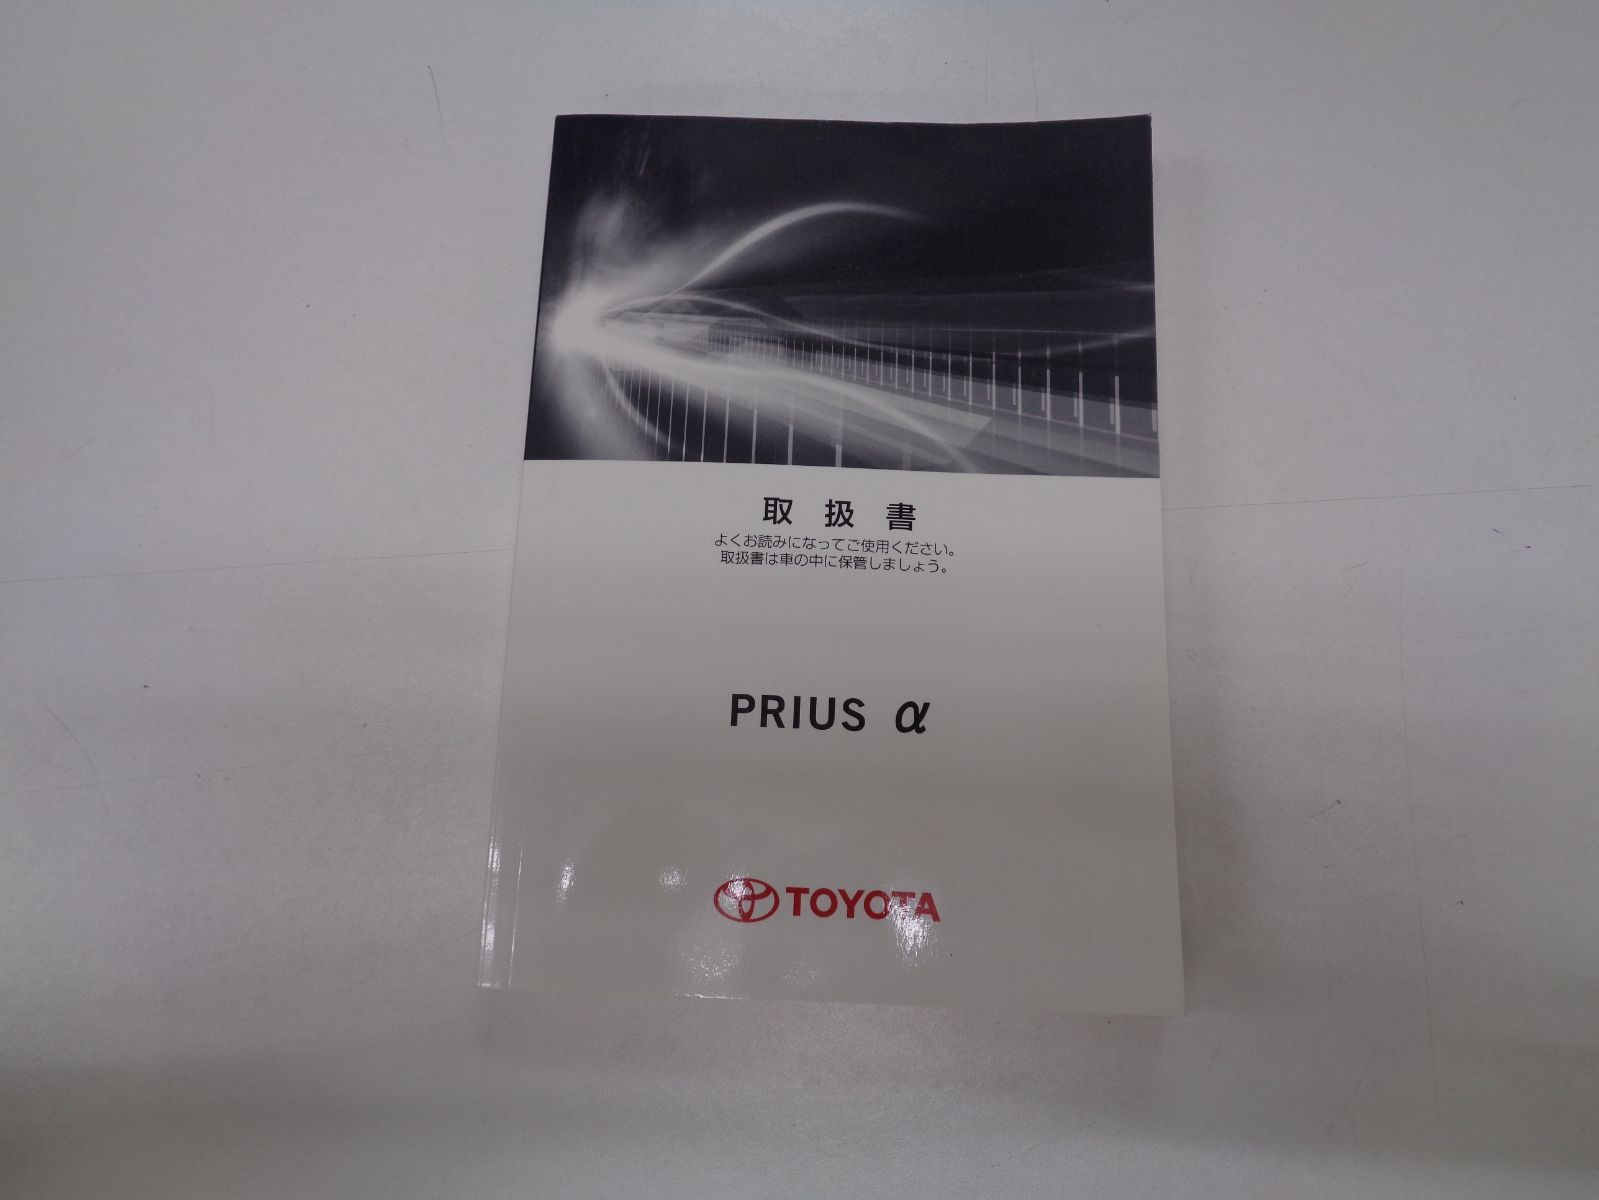 取扱書
よくお読みになってご使用ください。
取扱書は車の中に保管しましょう。
PRIUS α
TOYOTA